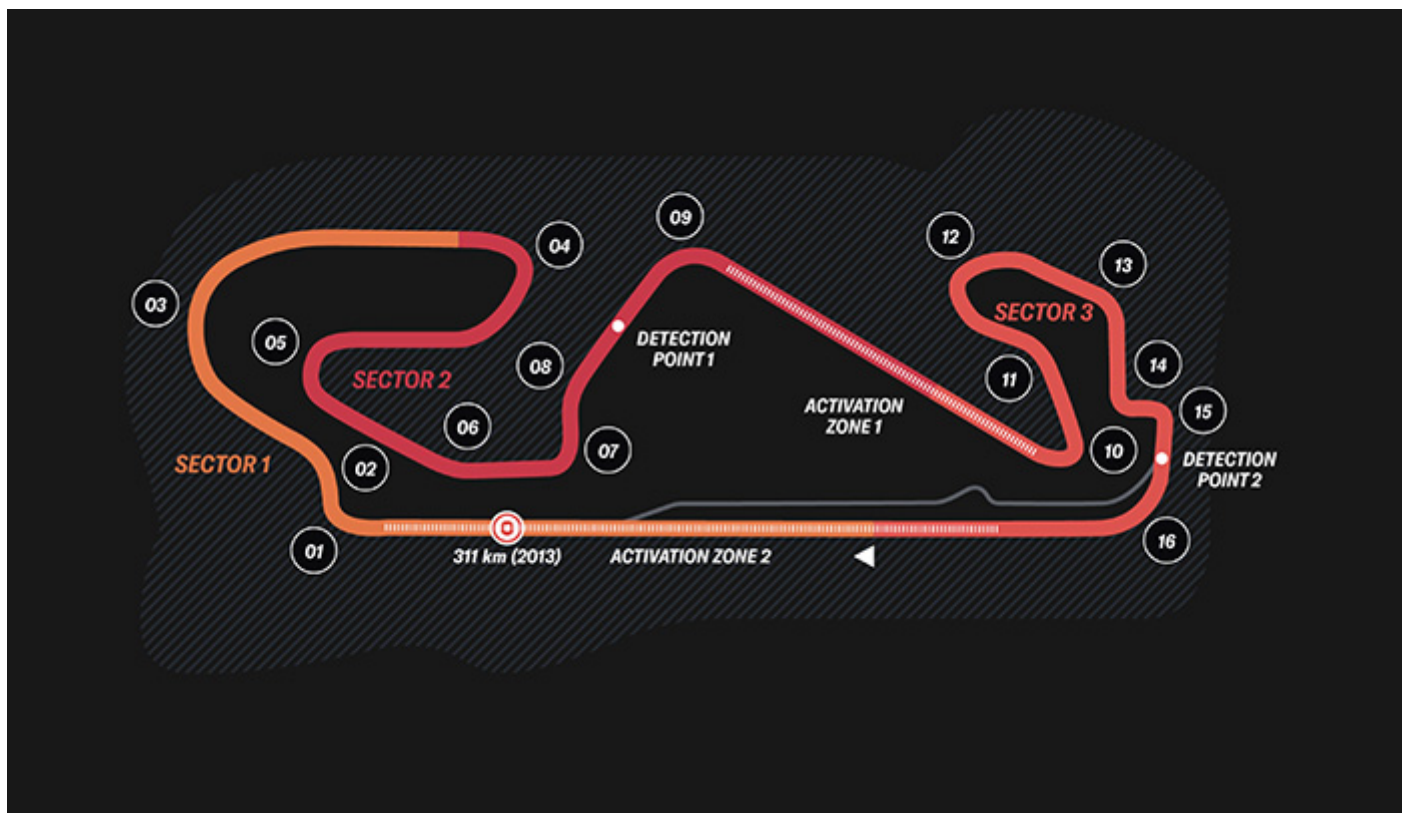 09
12
04
13
03
SECTOR 3
05
DETECTION
POINT 1
08
14
SECTOR 2
11
ACTIVATION
ZONE 1
15
06
07
10
SECTOR 1
02
DETECTION
POINT 2
01
311 km (2013)
ACTIVATION ZONE 2
16